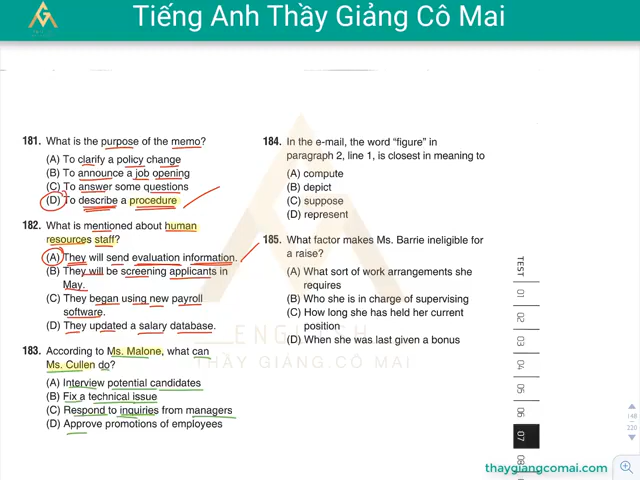 Tiếng Anh Thầy Giảng Cô Mai
181. What is the purpose of the memo?
(A) To clarify a policy change
(B) To announce a job opening
(C) To answer some questions
(D) To describe a procedure
182. What is mentioned about human
resources staff?
(A) They will send evaluation information.
(B) They will be screening applicants in
May.
(C) They began using new payroll
software.
(D) They updated a salary database.
183. According to Ms. Malone, what can
Ms. Cullen do?
(A) Interview potential candidates
(B) Fix a technical issue
(C) Respond to inquiries from managers
(D) Approve promotions of employees
184. In the e-mail, the word “figure” in
paragraph 2, line 1, is closest in meaning to
(A) compute
(B) depict
(C) suppose
(D) represent
185. What factor makes Ms. Barrie ineligible for
a raise?
(A) What sort of work arrangements she
requires
(B) Who she is in charge of supervising
(C) How long she has held her current
position
(D) When she was last given a bonus
TEST
01
02
03
04
05
06
07
08
ENGLISH
THẦY GIẢNG.CÔ MAI
148
220
thaygiangcomai.com